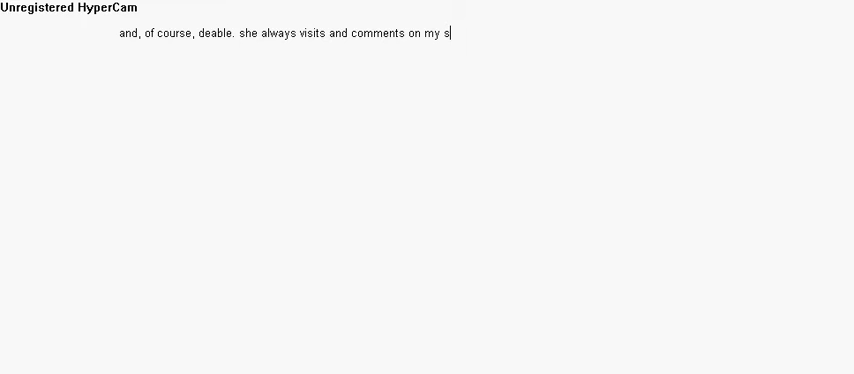 Unregistered HyperCam
and, of course, deable. she always visits and comments on my s